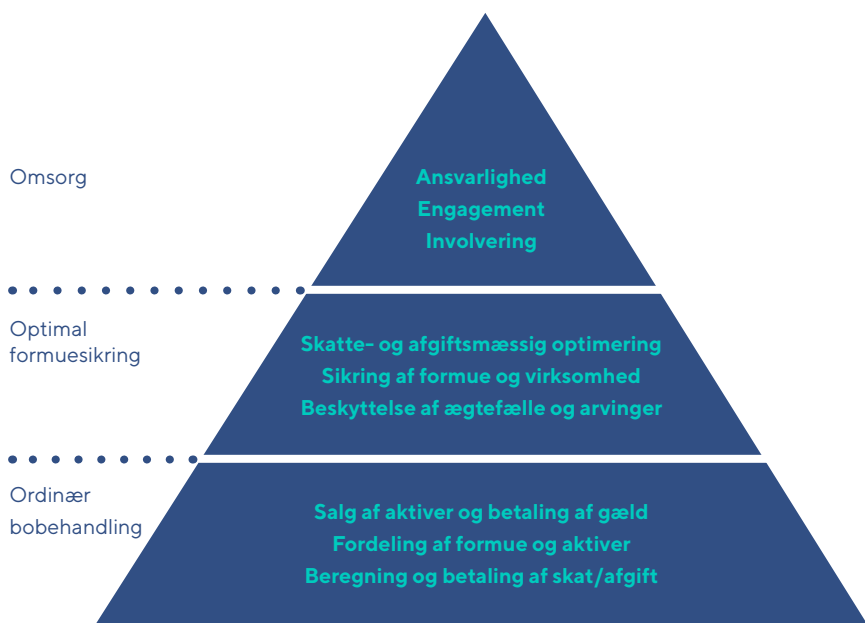 Omsorg
Ansvarlighed
Engagement
Involvering
Optimal
formuesikring
Skatte- og afgiftsmæssig optimering
Sikring af formue og virksomhed
Beskyttelse af ægtefælle og arvinger
Ordinær
bobehandling
Salg af aktiver og betaling af gæld
Fordeling af formue og aktiver
Beregning og betaling af skat/afgift